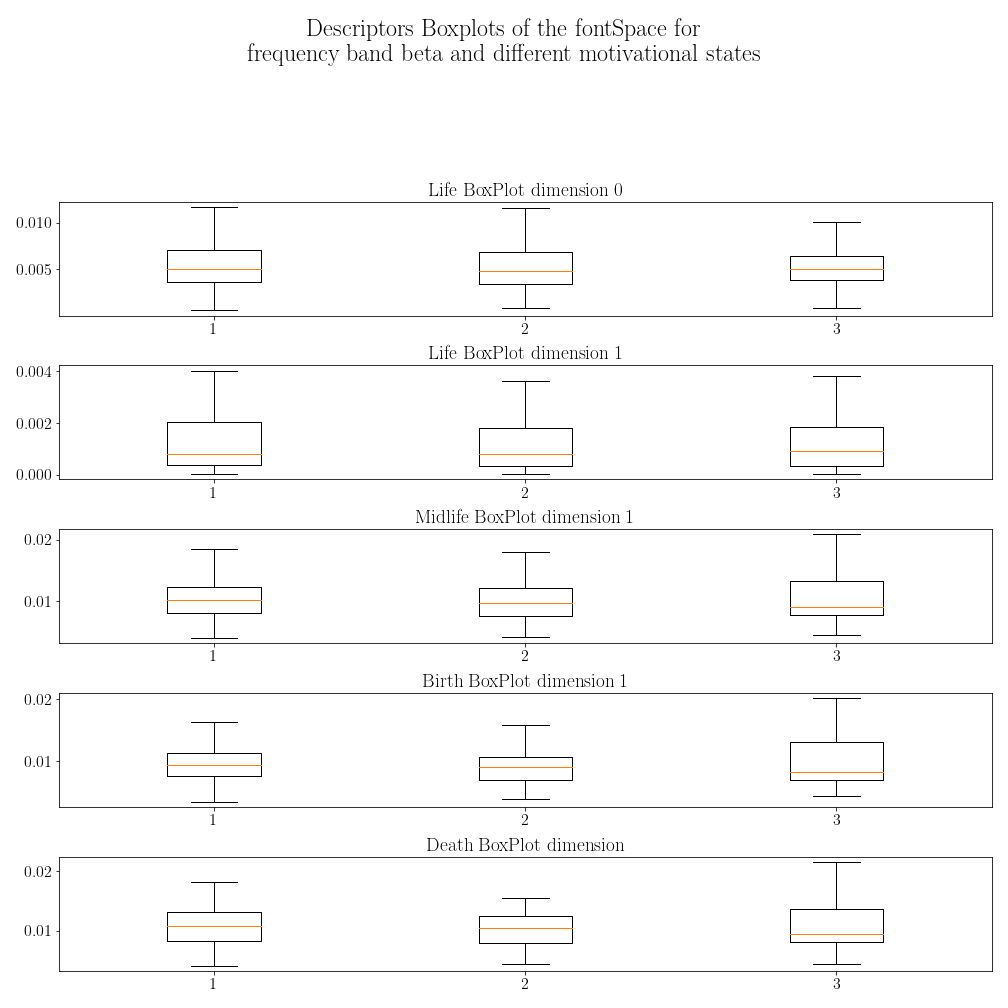 Descriptors Boxplots of the fontSpace for
frequency band beta and different motivational states
Life BoxPlot dimension 0
0.010
0.005
1 2 3
Life BoxPlot dimension 1
0.004
0.002
0.000
1 2 3
Midlife BoxPlot dimension 1
0.02
0.01
1 2 3
Birth BoxPlot dimension 1
0.02
0.01
1 2 3
Death BoxPlot dimension
0.02
0.01
1 2 3